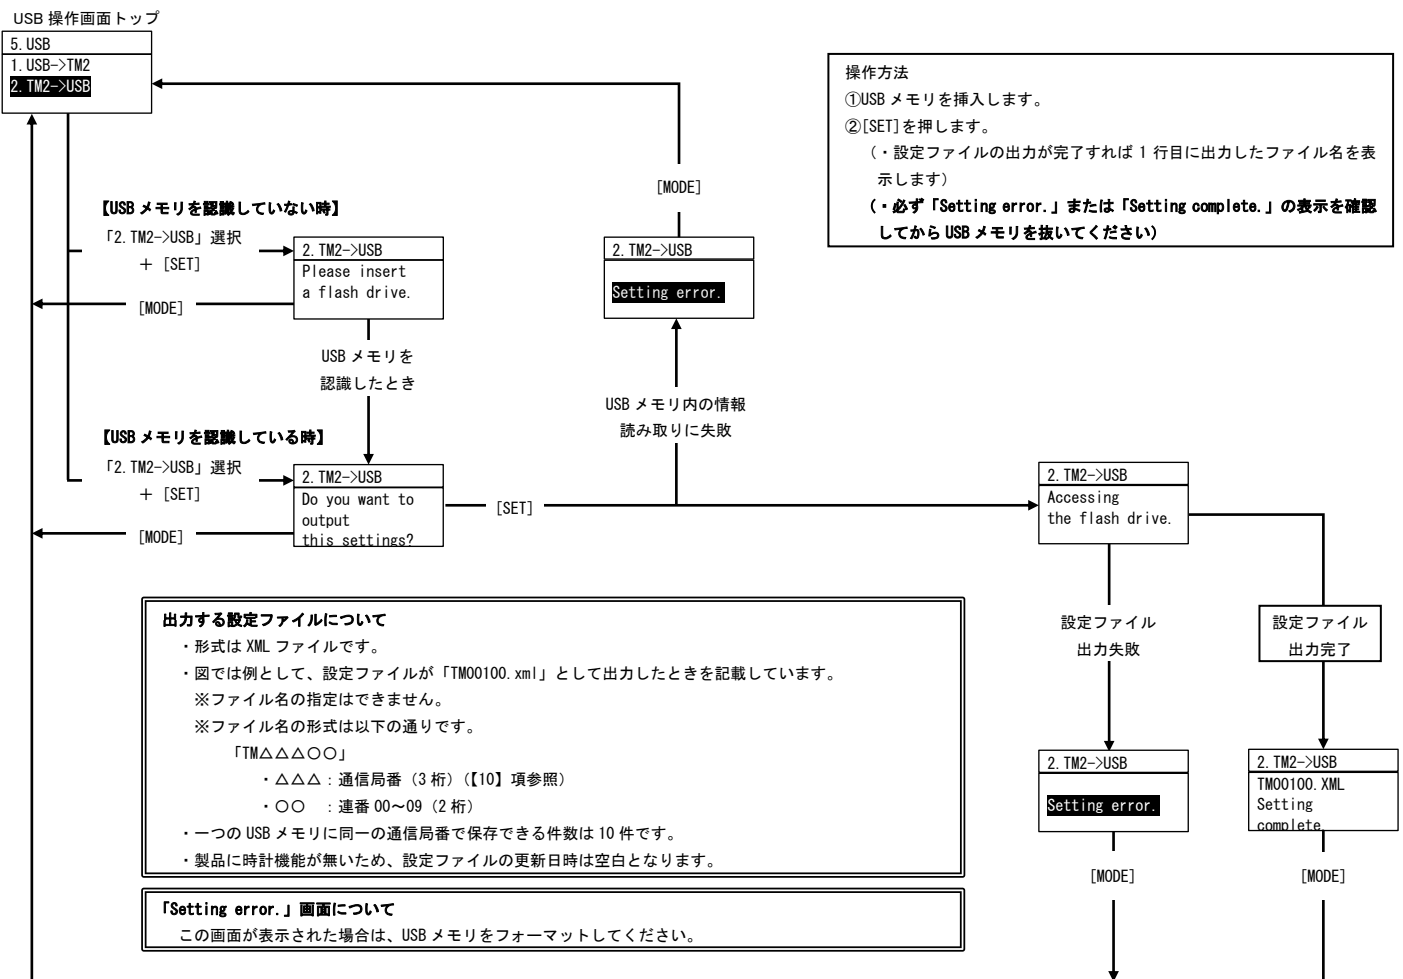 USB 操作画面トップ
5. USB
1. USB->TM2
2. TM2->USB
操作方法
①USB メモリを挿入します。
②[SET]を押します。
(・設定ファイルの出力が完了すれば 1 行目に出力したファイル名を表
示します)
(・必ず「Setting error.」または「Setting complete.」の表示を確認
してから USB メモリを抜いてください)
[MODE]
【USB メモリを認識していない時】
「2. TM2->USB」選択
+ [SET]
[MODE]
2. TM2->USB
Please insert
a flash drive.
2. TM2->USB
Setting error.
USB メモリを
認識したとき
USB メモリ内の情報
読み取りに失敗
【USB メモリを認識している時】
「2. TM2->USB」選択
+ [SET]
[MODE]
2. TM2->USB
Do you want to
output
this settings?
[SET]
2. TM2->USB
Accessing
the flash drive.
設定ファイル
出力失敗
設定ファイル
出力完了
出力する設定ファイルについて
・形式は XML ファイルです。
・図では例として、設定ファイルが「TM00100.xml」として出力したときを記載しています。
※ファイル名の指定はできません。
※ファイル名の形式は以下の通りです。
「TM△△△○○」
・△△△：通信局番（3 桁）（【10】項参照）
・○○ ：連番 00～09（2 桁）
・一つの USB メモリに同一の通信局番で保存できる件数は 10 件です。
・製品に時計機能が無いため、設定ファイルの更新日時は空白となります。
2. TM2->USB
Setting error.
2. TM2->USB
TM00100.XML
Setting
complete
[MODE]
[MODE]
「Setting error.」画面について
この画面が表示された場合は、USB メモリをフォーマットしてください。